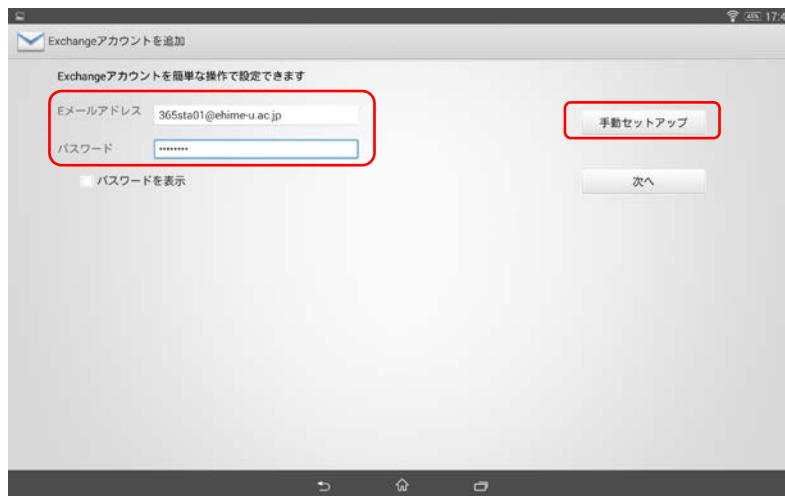 45% 17:4
Exchangeアカウントを追加
Exchangeアカウントを簡単な操作で設定できます
Eメールアドレス 365sta01@ehime-u.ac.jp
手動セットアップ
パスワード ••••••••
パスワードを表示
次へ